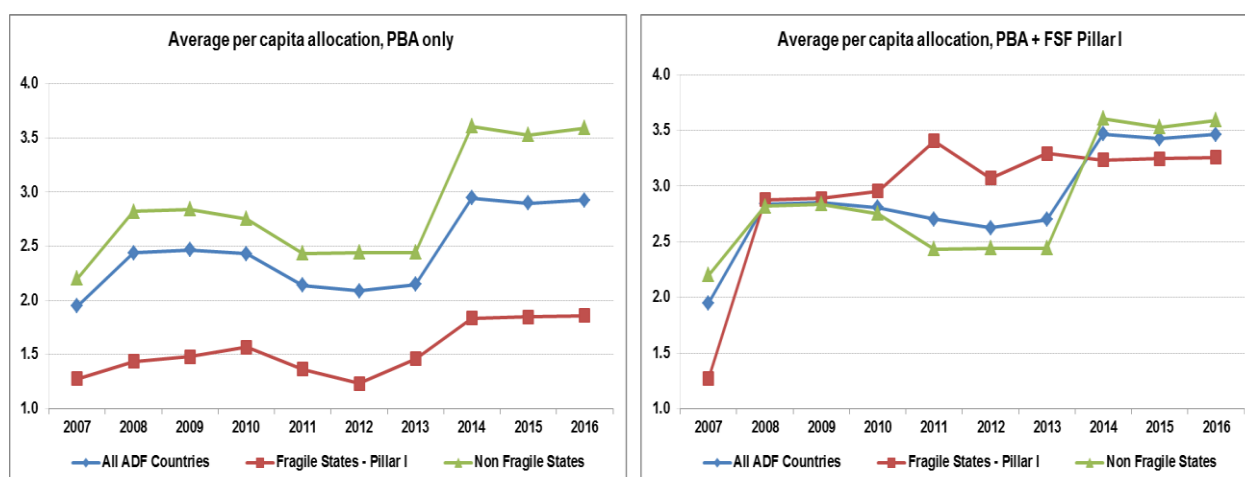 Average per capita allocation, PBA only
4.0
3.5
3.0
2.5
2.0
1.5
1.0
2007 2008 2009 2010 2011 2012 2013 2014 2015 2016
All ADF Countries Fragile States - Pillar I Non Fragile States
Average per capita allocation, PBA + FSF Pillar I
4.0
3.5
3.0
2.5
2.0
1.5
1.0
2007 2008 2009 2010 2011 2012 2013 2014 2015 2016
All ADF Countries Fragile States - Pillar I Non Fragile States